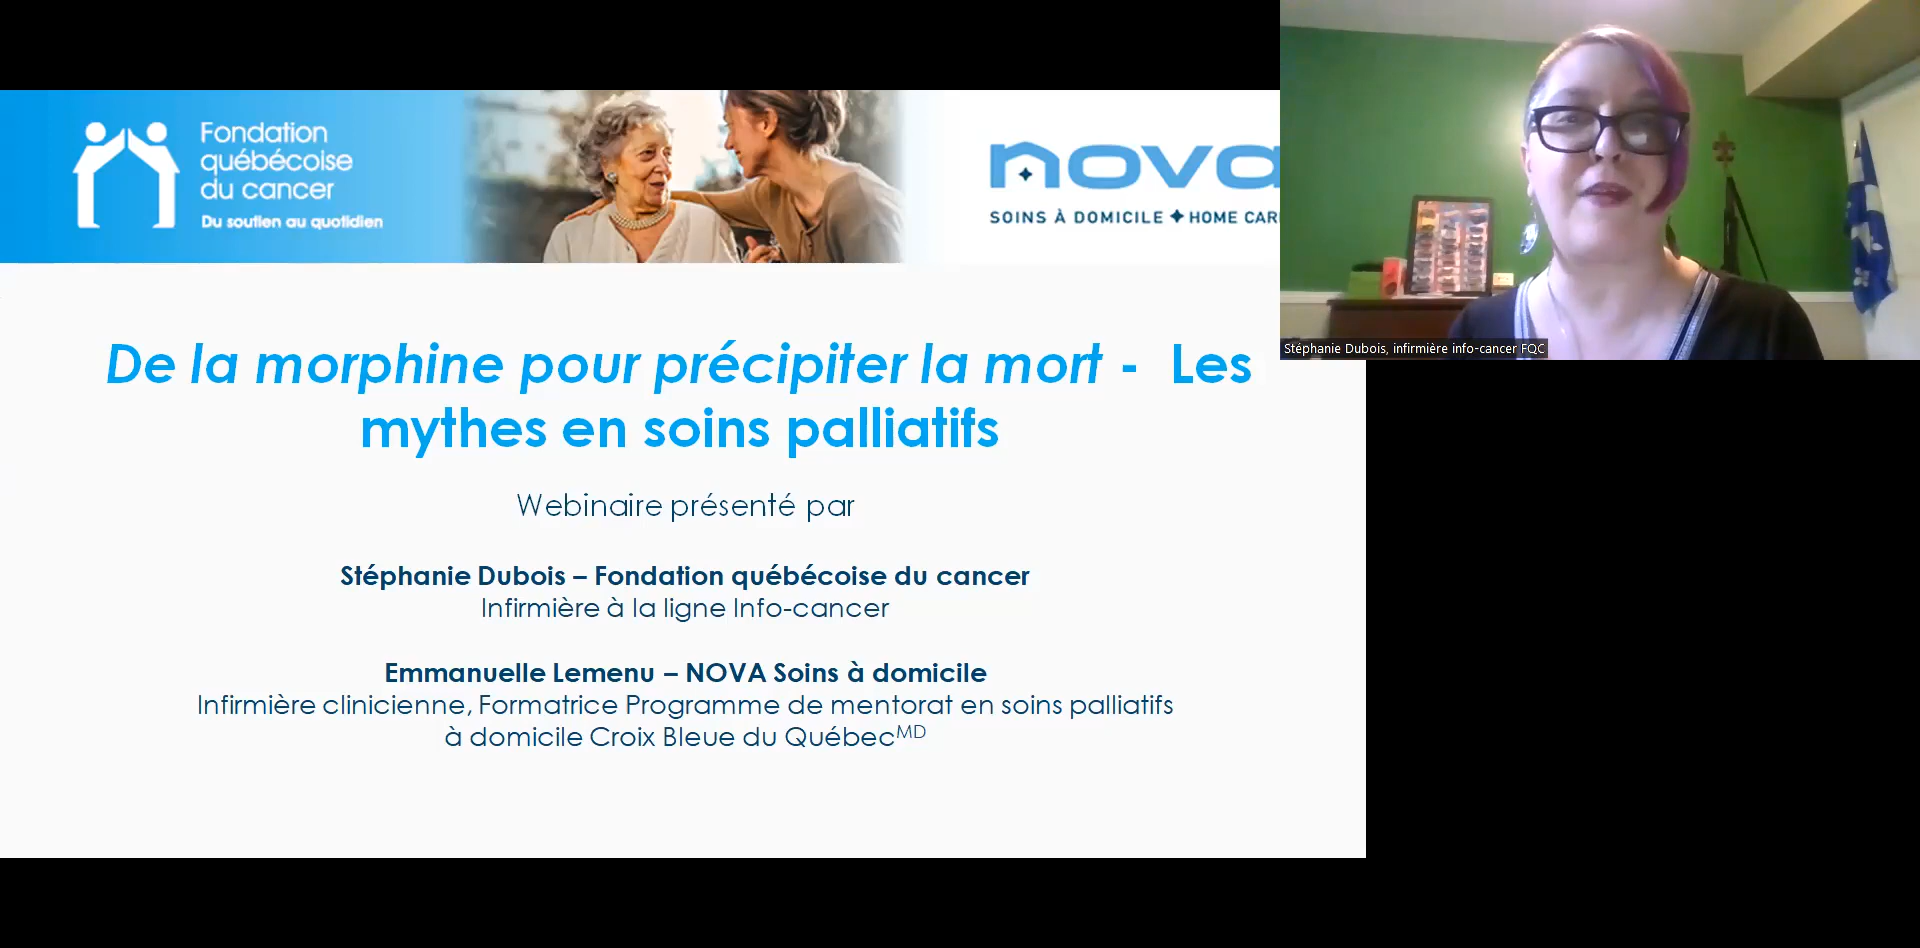 Fondation
québécoise
du cancer
Du soutien au quotidien
nova
SOINS À DOMICILE ✦ HOME CAR
De la morphine pour précipiter la mort - Les
mythes en soins palliatifs
Webinaire présenté par
Stéphanie Dubois – Fondation québécoise du cancer
Infirmière à la ligne Info-cancer
Emmanuelle Lemenu – NOVA Soins à domicile
Infirmière clinicienne, Formatrice Programme de mentorat en soins palliatifs
à domicile Croix Bleue du Québec^MD
Stéphanie Dubois, infirmière info-cancer FQC